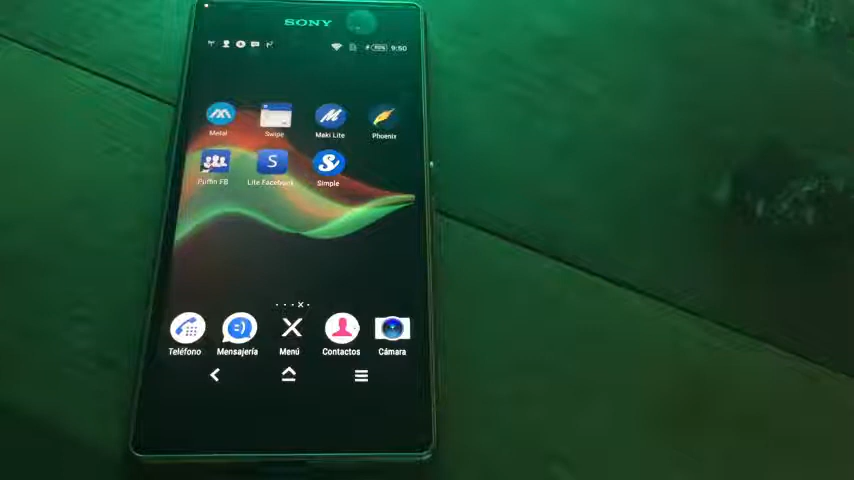 SONY
9:50
Metal Swipe Maki Lite Phoenix
S
Puffin FB Lite Facebook Simple
Teléfono Mensajería Menú Contactos Cámara